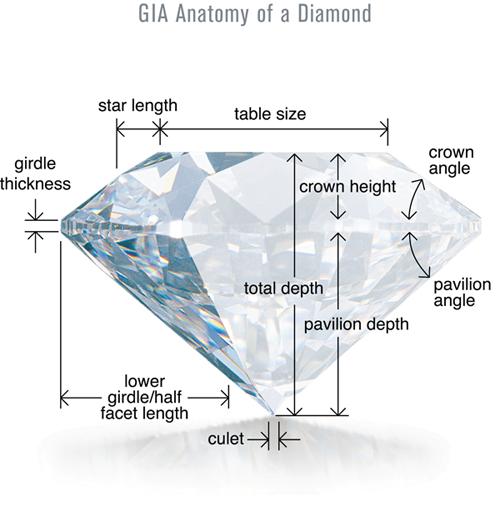 GIA Anatomy of a Diamond
star length
table size
girdle
thickness
crown
angle
crown height
total depth
pavilion
angle
pavilion depth
lower
girdle/half
facet length
culet